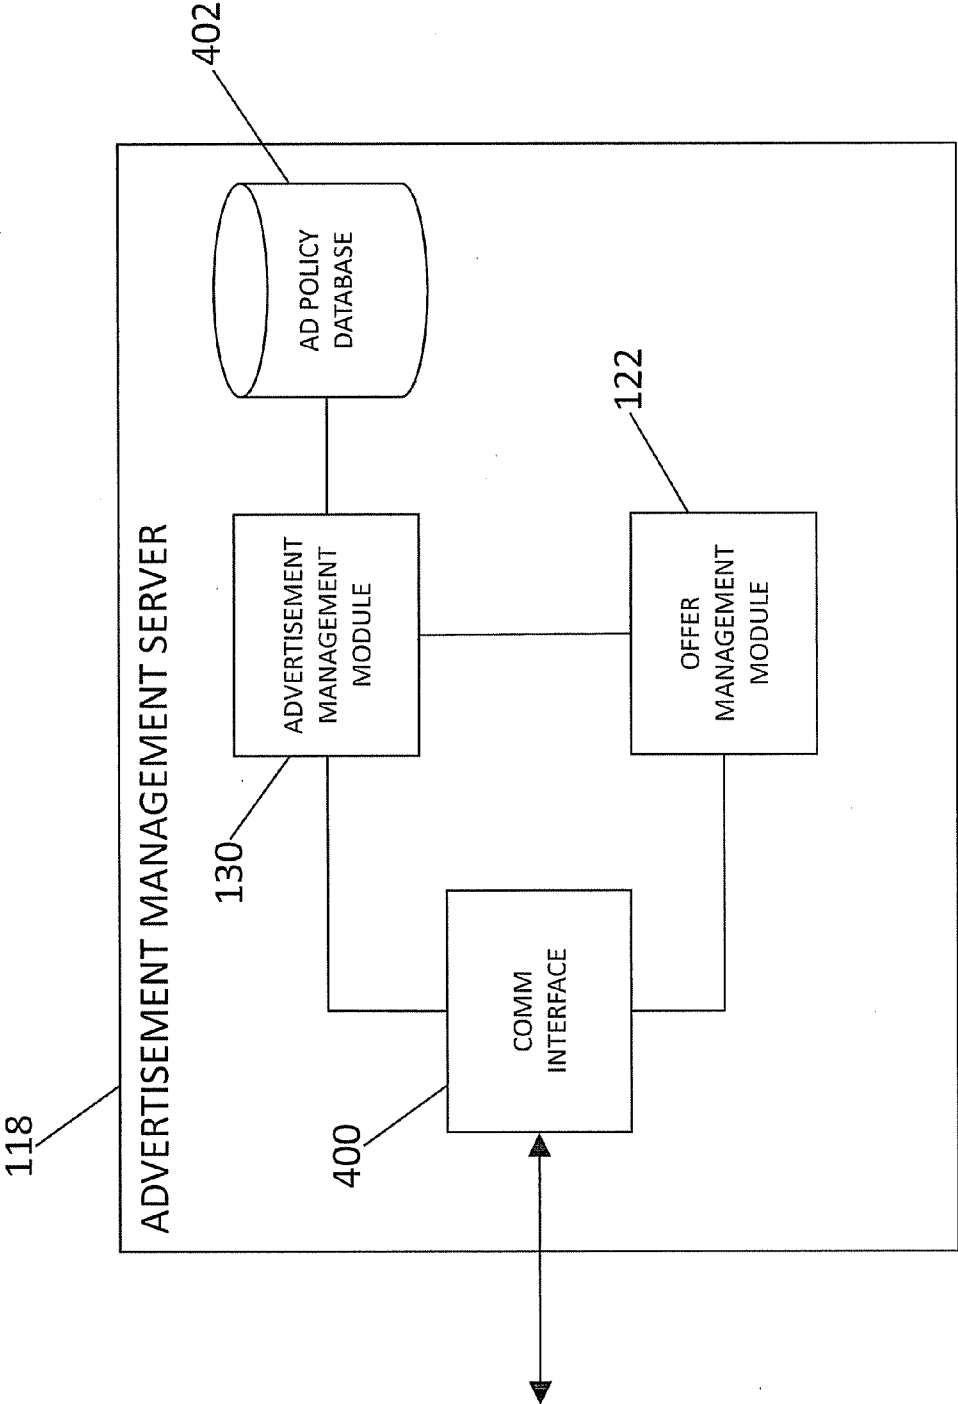 118
ADVERTISEMENT MANAGEMENT SERVER
130
ADVERTISEMENT
MANAGEMENT
MODULE
402
AD POLICY
DATABASE
400
COMM
INTERFACE
122
OFFER
MANAGEMENT
MODULE